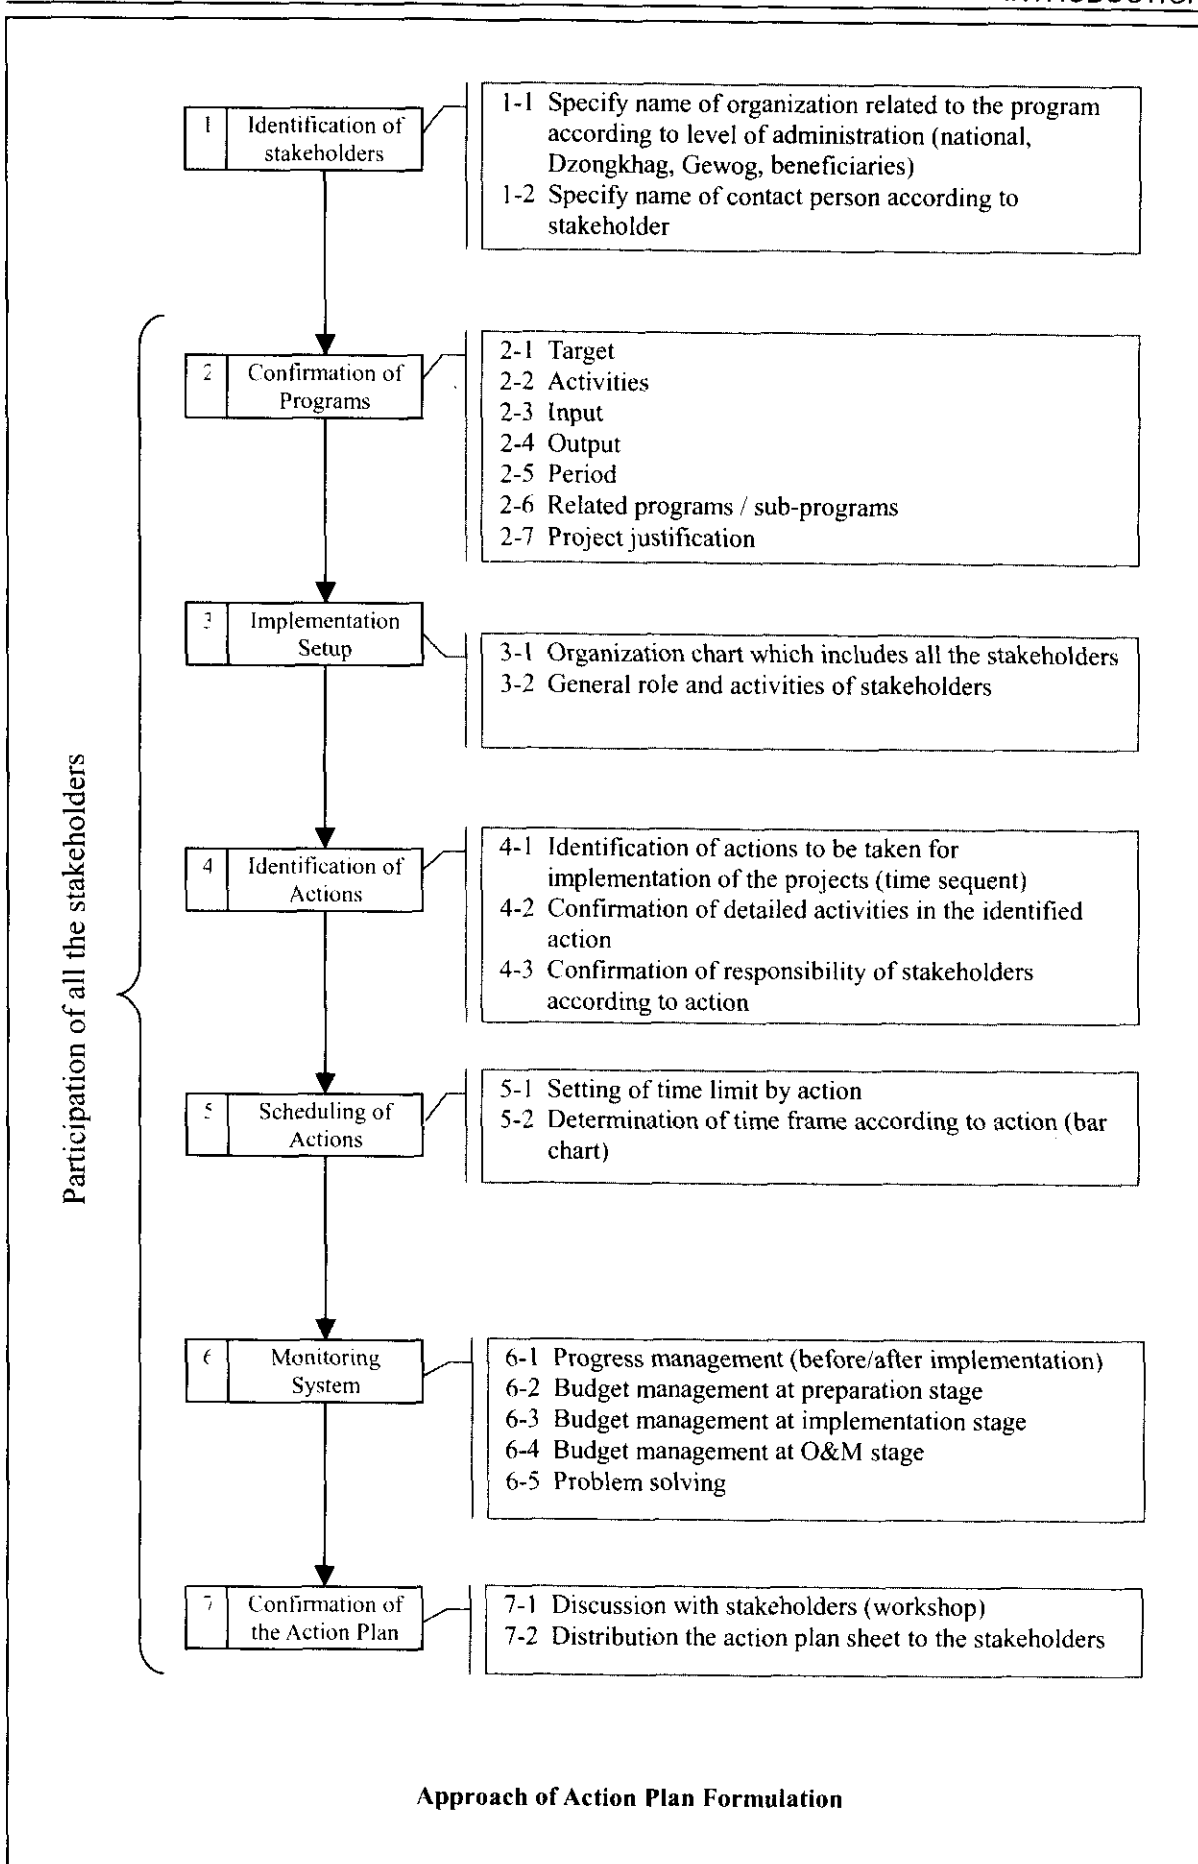 1 Identification of
stakeholders
1-1 Specify name of organization related to the program
according to level of administration (national,
Dzongkhag, Gewog, beneficiaries)
1-2 Specify name of contact person according to
stakeholder
Participation of all the stakeholders
2 Confirmation of
Programs
2-1 Target
2-2 Activities
2-3 Input
2-4 Output
2-5 Period
2-6 Related programs / sub-programs
2-7 Project justification
3 Implementation
Setup
3-1 Organization chart which includes all the stakeholders
3-2 General role and activities of stakeholders
4 Identification of
Actions
4-1 Identification of actions to be taken for
implementation of the projects (time sequent)
4-2 Confirmation of detailed activities in the identified
action
4-3 Confirmation of responsibility of stakeholders
according to action
5 Scheduling of
Actions
5-1 Setting of time limit by action
5-2 Determination of time frame according to action (bar
chart)
6 Monitoring
System
6-1 Progress management (before/after implementation)
6-2 Budget management at preparation stage
6-3 Budget management at implementation stage
6-4 Budget management at O&M stage
6-5 Problem solving
7 Confirmation of
the Action Plan
7-1 Discussion with stakeholders (workshop)
7-2 Distribution the action plan sheet to the stakeholders
Approach of Action Plan Formulation